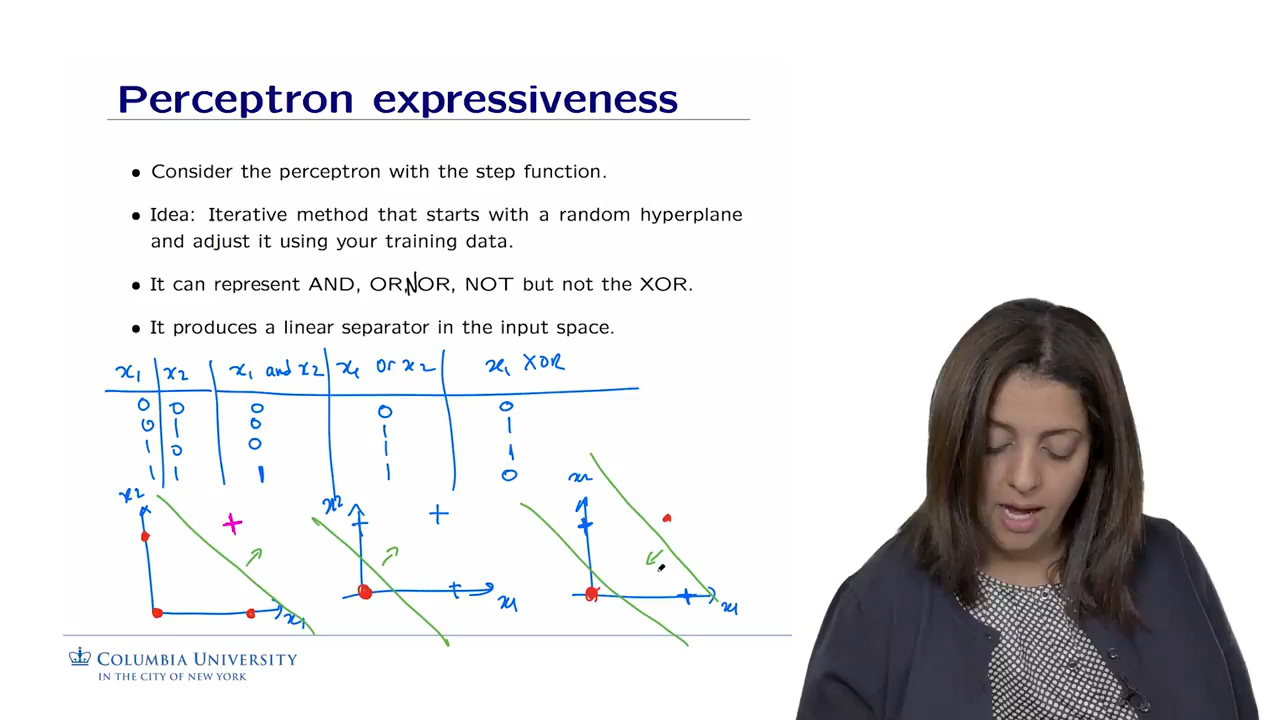 Perceptron expressiveness
• Consider the perceptron with the step function.
• Idea: Iterative method that starts with a random hyperplane
and adjust it using your training data.
• It can represent AND, OR NOR, NOT but not the XOR.
• It produces a linear separator in the input space.
x1 x2 x1 and x2 x1 or x2 x1 XOR
0 0 0 0 0
0 1 0 1 1
1 0 0 1 1
1 1 1 1 0
x2 x2 x2
x1 x1 x1
COLUMBIA UNIVERSITY
IN THE CITY OF NEW YORK